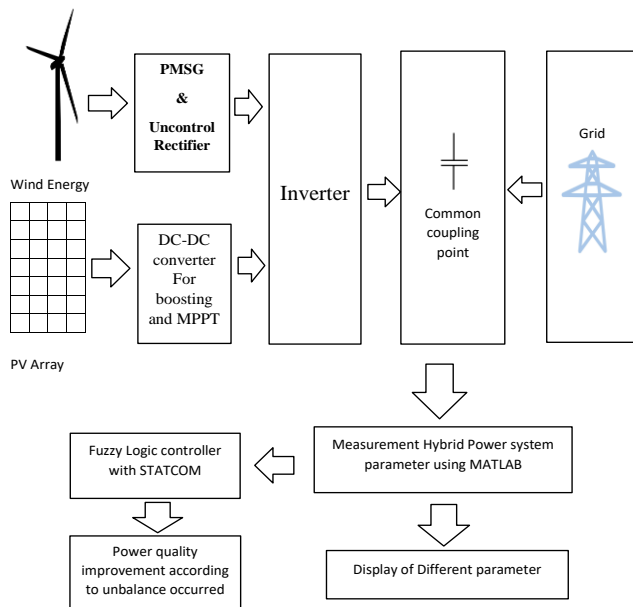 PMSG
&
Uncontrol
Rectifier
Wind Energy
DC-DC
converter
For
boosting
and MPPT
PV Array
Inverter
Common
coupling
point
Grid
Measurement Hybrid Power system
parameter using MATLAB
Fuzzy Logic controller
with STATCOM
Power quality
improvement according
to unbalance occurred
Display of Different parameter